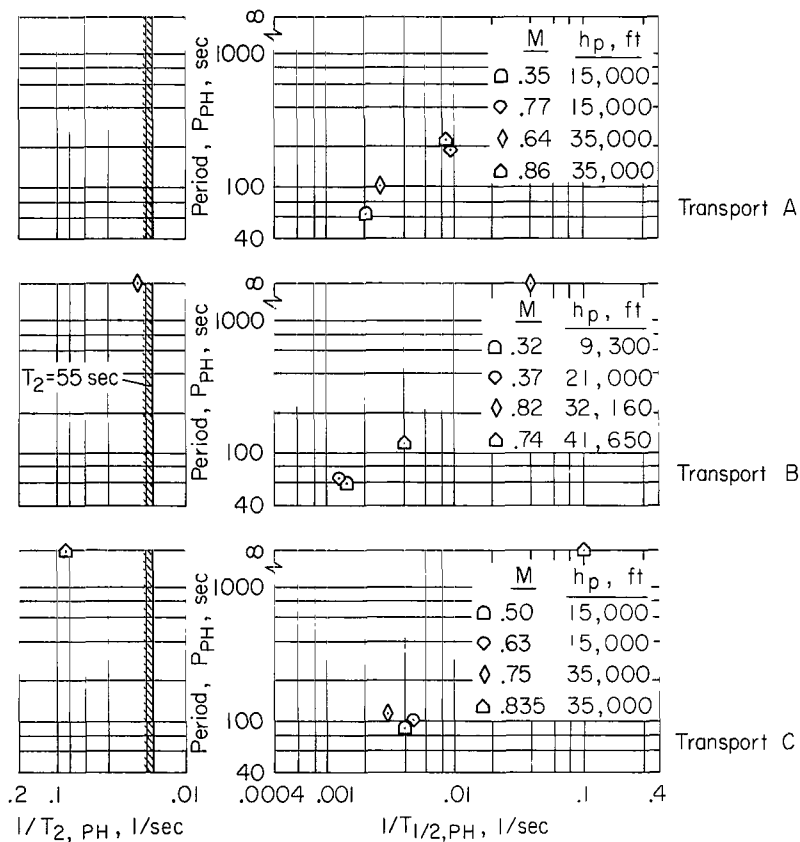 ∞
1000
100
40
Period, P_PH, sec
M h_p, ft
.35 15,000
.77 15,000
.64 35,000
.86 35,000
Transport A
∞
1000
100
40
Period, P_PH, sec
T_2=55 sec
M h_p, ft
.32 9,300
.37 21,000
.82 32,160
.74 41,650
Transport B
∞
1000
100
40
Period, P_PH, sec
M h_p, ft
.50 15,000
.63 15,000
.75 35,000
.835 35,000
Transport C
.2 .1 .01 .0004 .001 .01 .1 .4
1/T_2,PH, 1/sec 1/T_1/2,PH, 1/sec